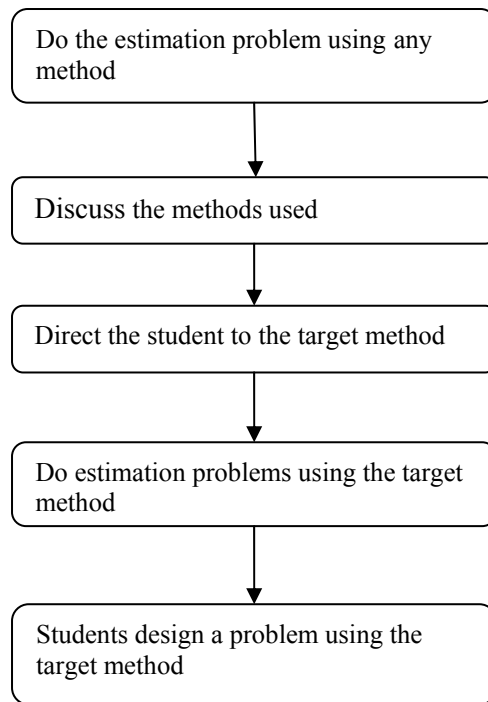 Do the estimation problem using any
method
Discuss the methods used
Direct the student to the target method
Do estimation problems using the target
method
Students design a problem using the
target method